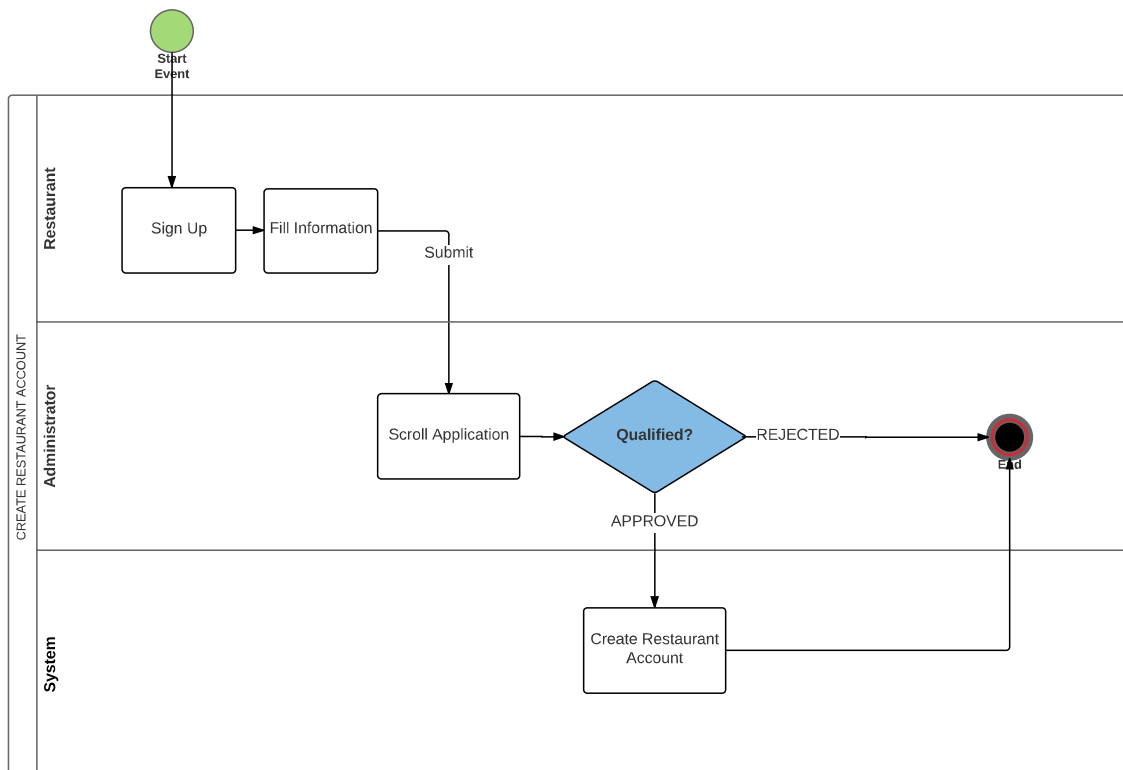 Start
Event
CREATE RESTAURANT ACCOUNT
Restaurant
Sign Up
Fill Information
Submit
Administrator
Scroll Application
Qualified?
REJECTED
End
APPROVED
System
Create Restaurant
Account